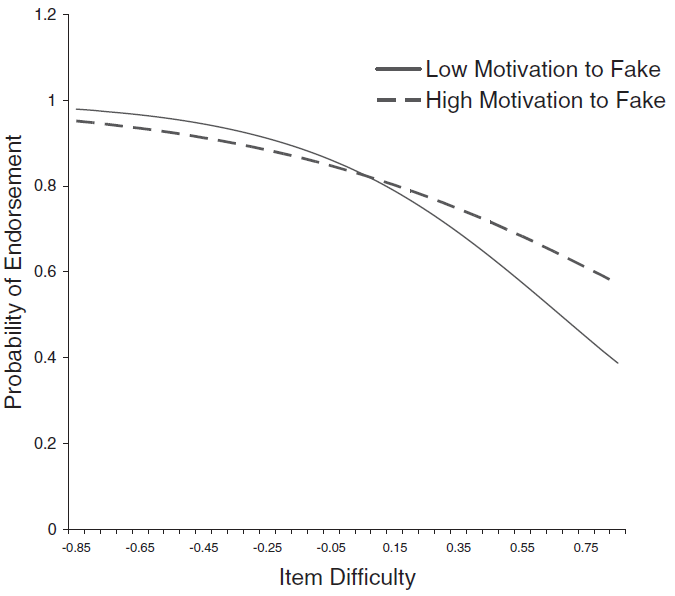 1.2
1
0.8
0.6
0.4
0.2
0
Probability of Endorsement
Low Motivation to Fake
High Motivation to Fake
-0.85 -0.65 -0.45 -0.25 -0.05 0.15 0.35 0.55 0.75
Item Difficulty